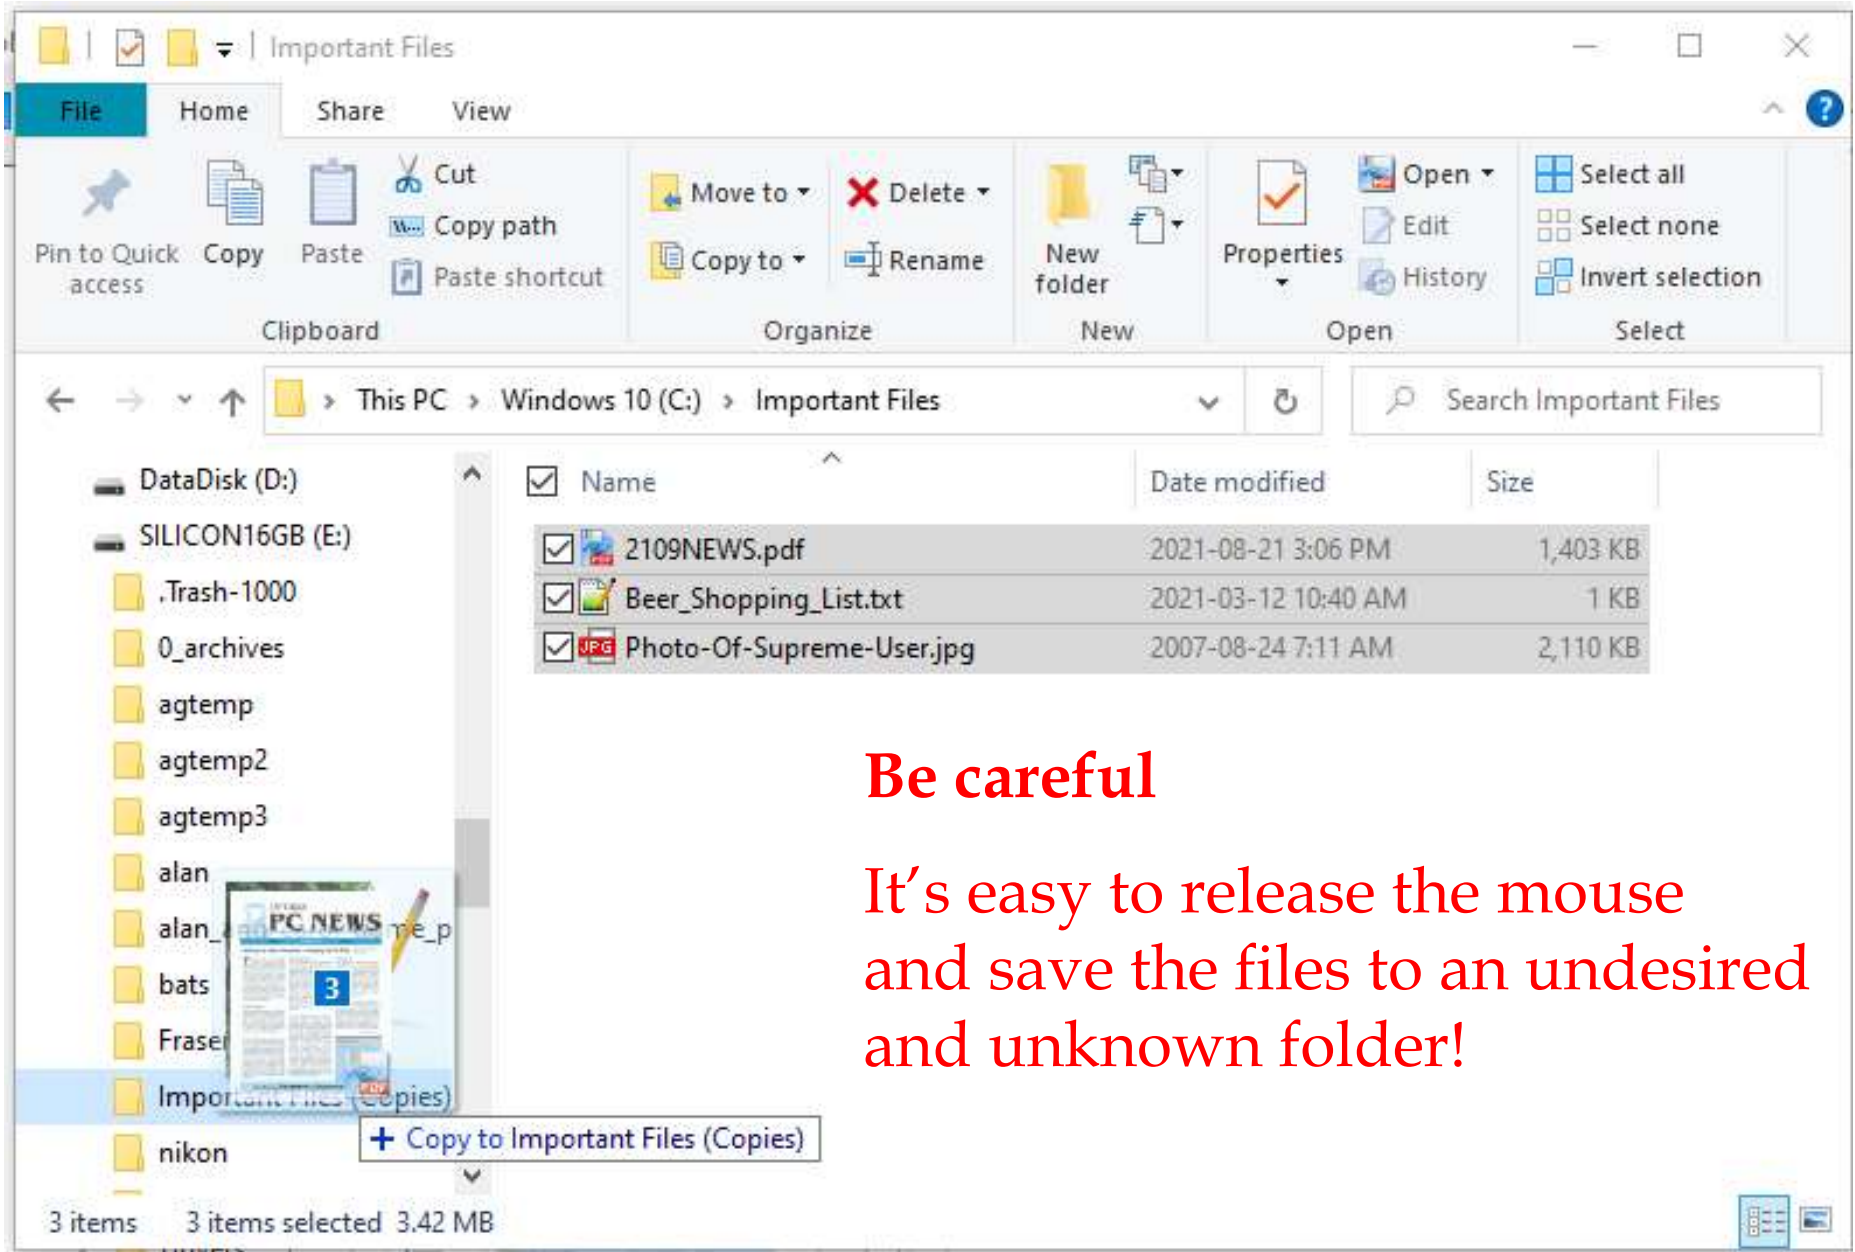 Important Files
File Home Share View
Pin to Quick access
Copy
Paste
Cut
Copy path
Paste shortcut
Clipboard
Move to
Copy to
Delete
Rename
Organize
New folder
New
Properties
Open
Edit
History
Open
Select all
Select none
Invert selection
Select
This PC > Windows 10 (C:) > Important Files
Search Important Files
DataDisk (D:)
SILICON16GB (E:)
.Trash-1000
0_archives
agtemp
agtemp2
agtemp3
alan
alan_
bats
Fraser
Important Files (Copies)
nikon
Name Date modified Size
2109NEWS.pdf 2021-08-21 3:06 PM 1,403 KB
Beer_Shopping_List.txt 2021-03-12 10:40 AM 1 KB
Photo-Of-Supreme-User.jpg 2007-08-24 7:11 AM 2,110 KB
PC NEWS
3
PDF
+ Copy to Important Files (Copies)
Be careful
It's easy to release the mouse
and save the files to an undesired
and unknown folder!
3 items 3 items selected 3.42 MB